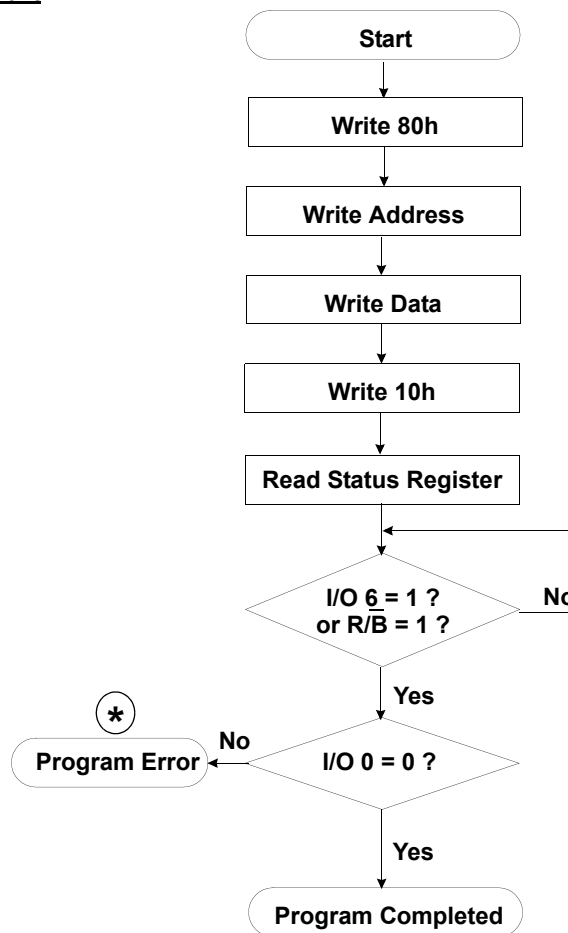 Start
Write 80h
Write Address
Write Data
Write 10h
Read Status Register
I/O 6 = 1 ?
or R/B̅ = 1 ?
No
Yes
*
No
Program Error
I/O 0 = 0 ?
Yes
Program Completed